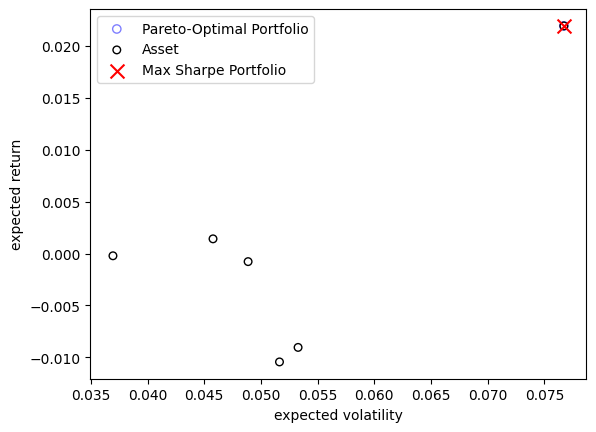 Pareto-Optimal Portfolio
Asset
Max Sharpe Portfolio
0.020
0.015
0.010
0.005
0.000
−0.005
−0.010
expected return
0.035 0.040 0.045 0.050 0.055 0.060 0.065 0.070 0.075
expected volatility